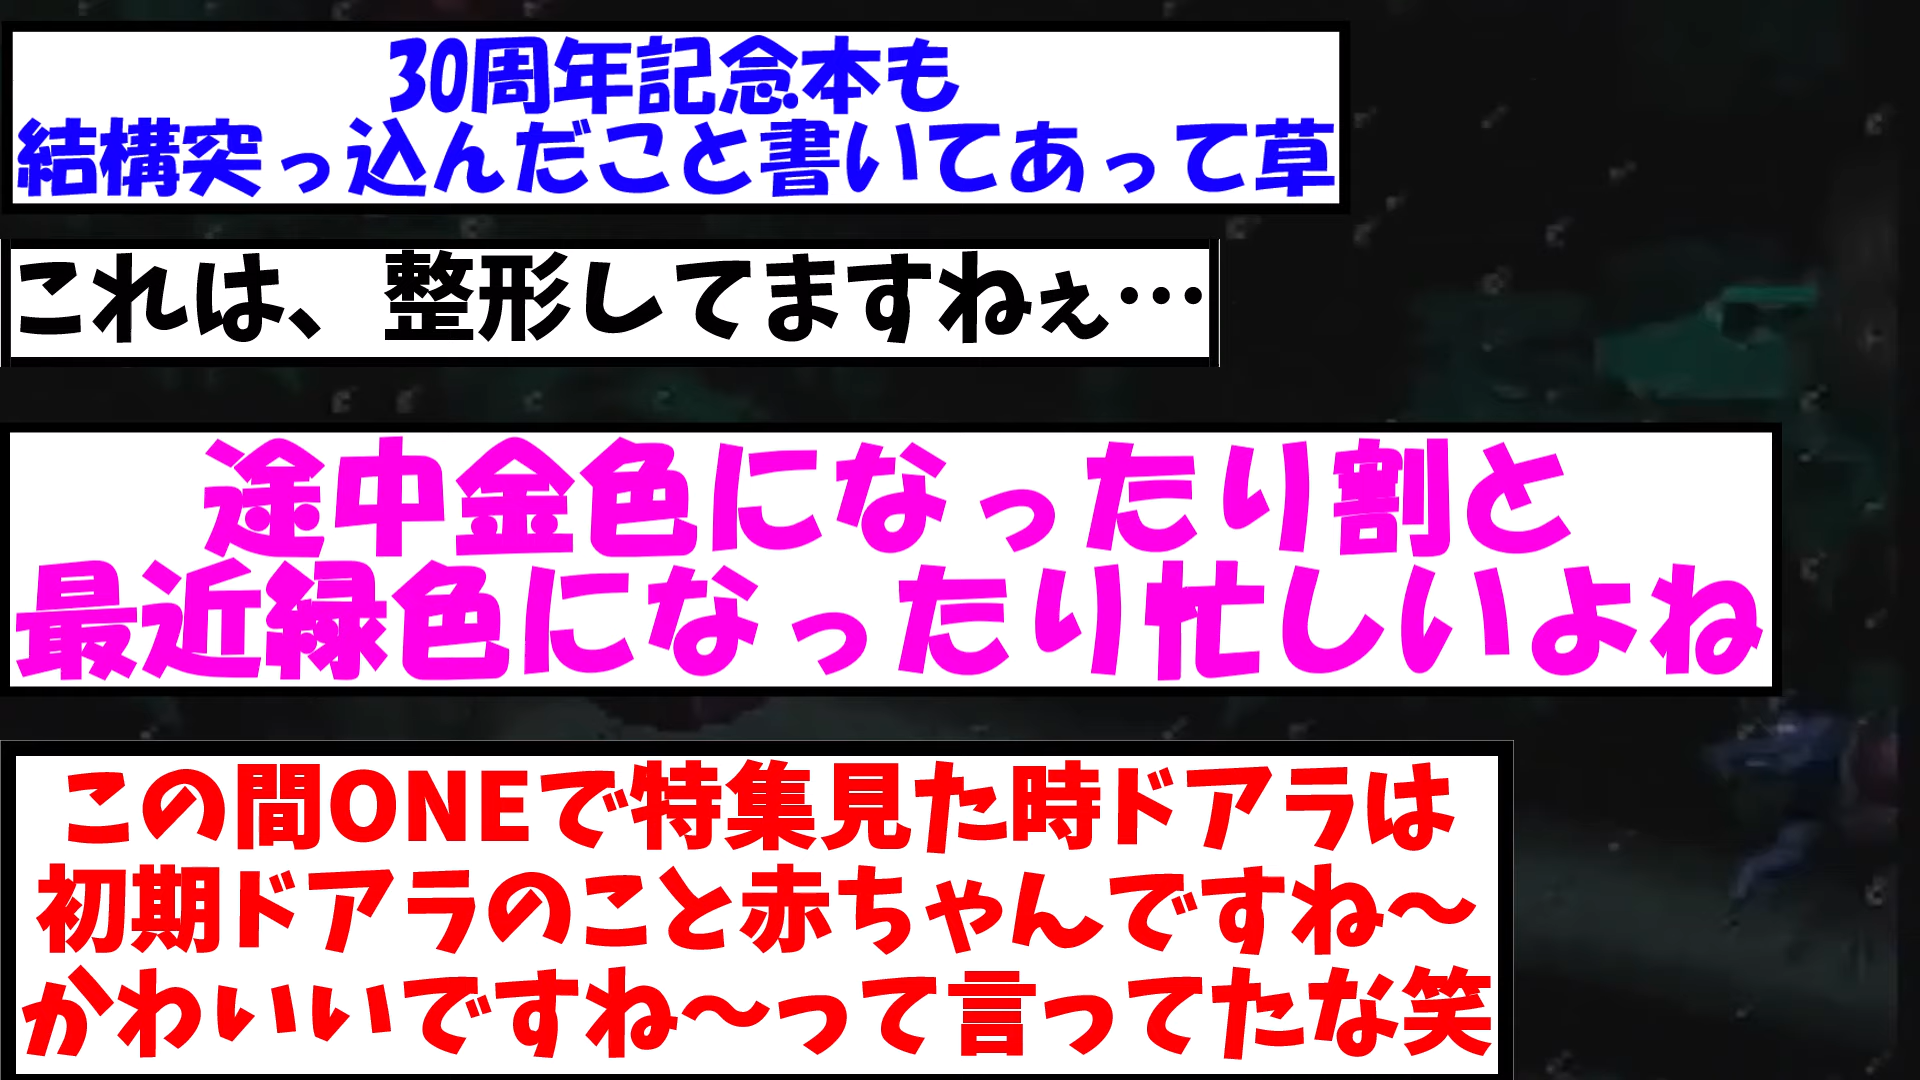 30周年記念本も
結構突っ込んだこと書いてあって草
これは、整形してますねぇ…
途中金色になったり割と
最近緑色になったり忙しいよね
この間ONEで特集見た時ドアラは
初期ドアラのこと赤ちゃんですね～
かわいいですね～って言ってたな笑